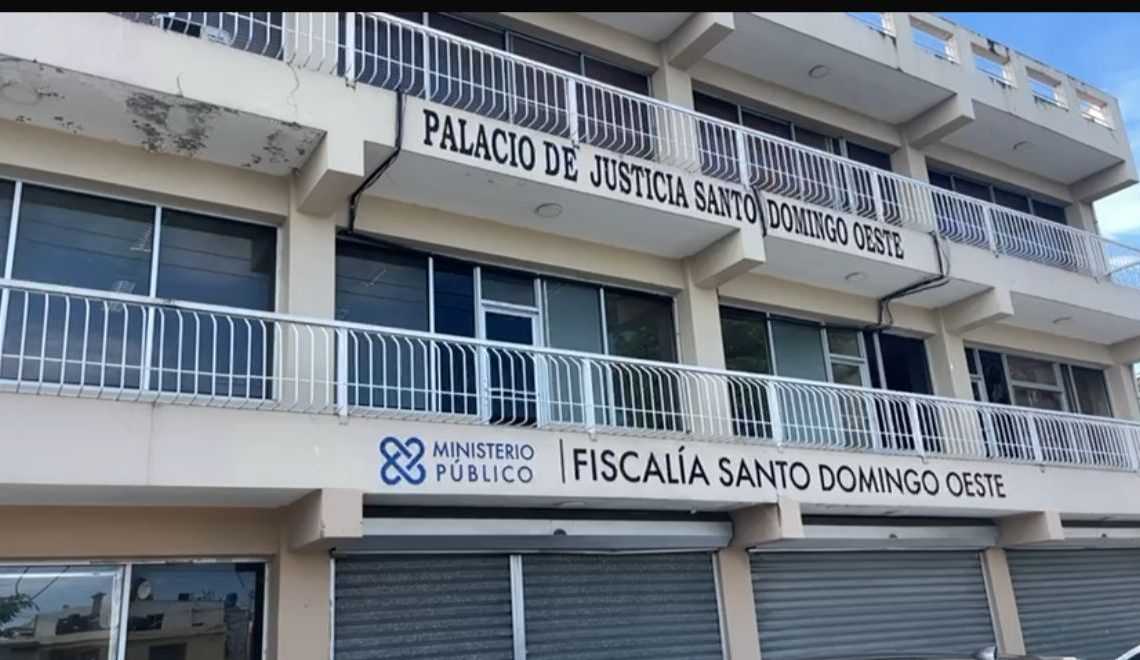 PALACIO DE JUSTICIA SANTO DOMINGO OESTE
MINISTERIO
PÚBLICO
FISCALÍA SANTO DOMINGO OESTE